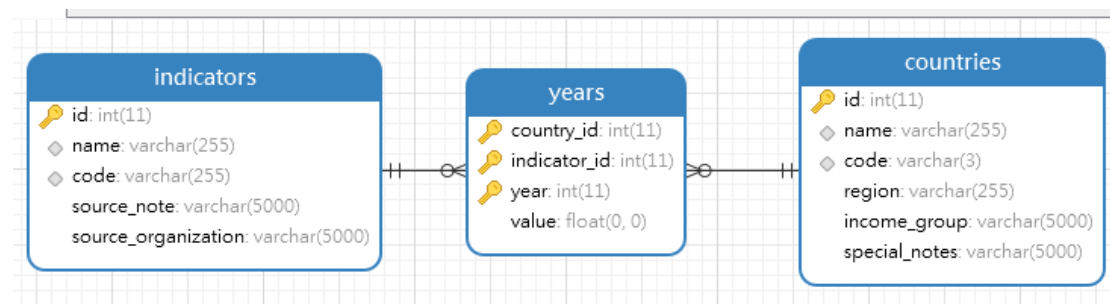 indicators
id: int(11)
name: varchar(255)
code: varchar(255)
source_note: varchar(5000)
source_organization: varchar(5000)
years
country_id: int(11)
indicator_id: int(11)
year: int(11)
value: float(0, 0)
countries
id: int(11)
name: varchar(255)
code: varchar(3)
region: varchar(255)
income_group: varchar(5000)
special_notes: varchar(5000)